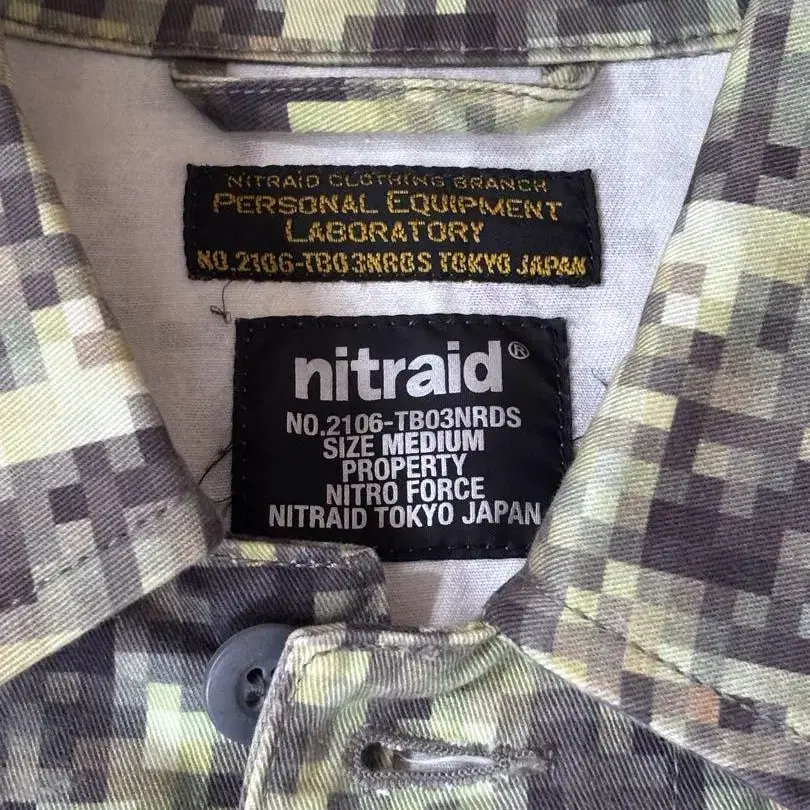 NITRAID CLOTHING BRANCH
PERSONAL EQUIPMENT
LABORATORY
NO.2106-TB03NRDS TOKYO JAPAN
nitraid®
NO.2106-TB03NRDS
SIZE MEDIUM
PROPERTY
NITRO FORCE
NITRAID TOKYO JAPAN